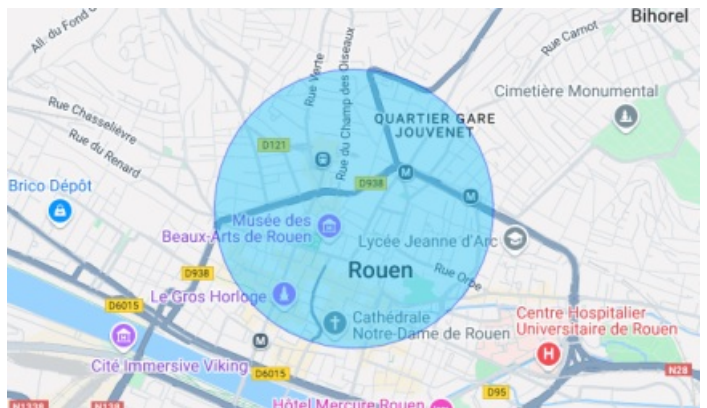 Bihorel
All. du Fond d
Rue Carnot
Rue Verte
Rue du Champ des Oiseaux
Cimetière Monumental
Rue Chasselièvre
QUARTIER GARE
JOUVENET
Rue du Renard
D121
D938
M
M
Brico Dépôt
Musée des
Beaux-Arts de Rouen
Lycée Jeanne d'Arc
Rouen
Rue Orbe
D938
Le Gros Horloge
D6015
Cathédrale
Notre-Dame de Rouen
Centre Hospitalier
Universitaire de Rouen
M
H
Cité Immersive Viking
D6015
N28
D95
Hôtel Mercure Rouen
N1338
N138